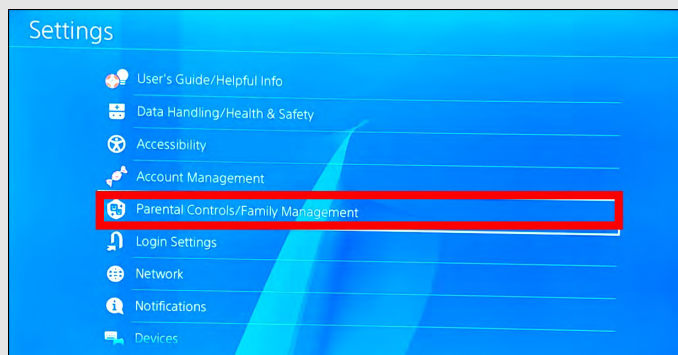 Settings
User's Guide/Helpful Info
Data Handling/Health & Safety
Accessibility
Account Management
Parental Controls/Family Management
Login Settings
Network
Notifications
Devices